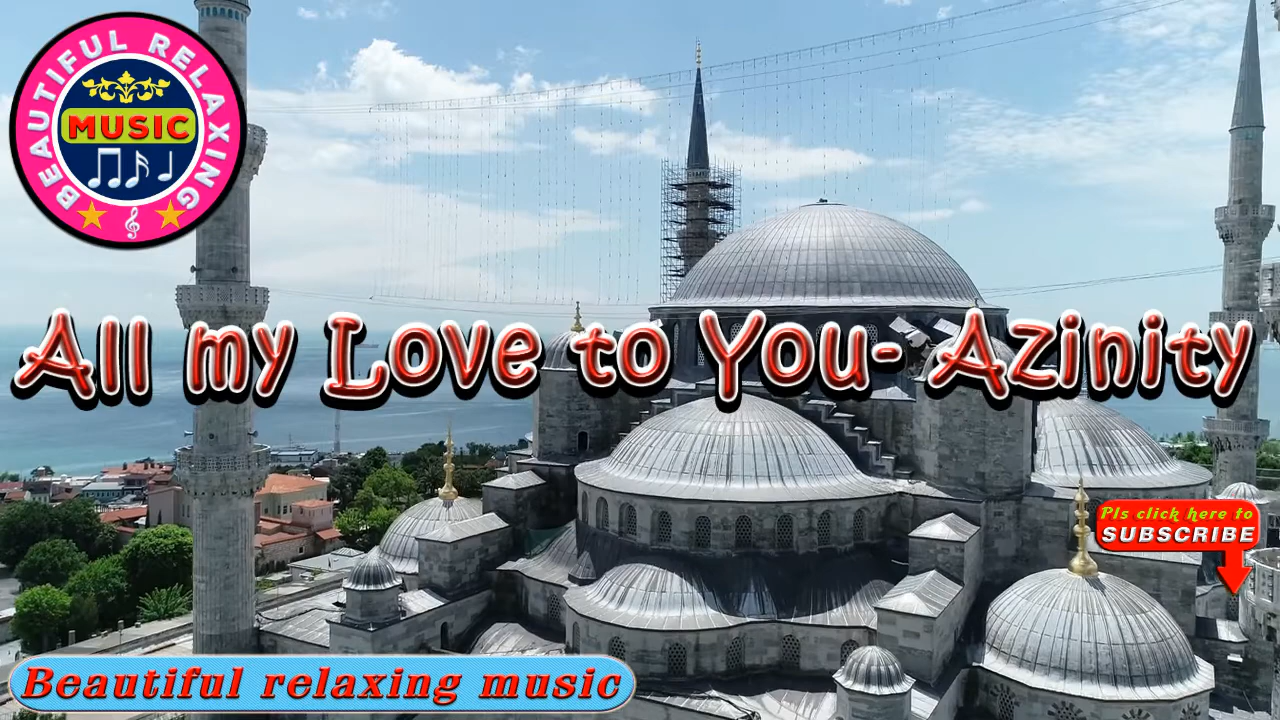 BEAUTIFUL RELAXING
MUSIC
All my Love to You- Azinity
Pls click here to
SUBSCRIBE
Beautiful relaxing music